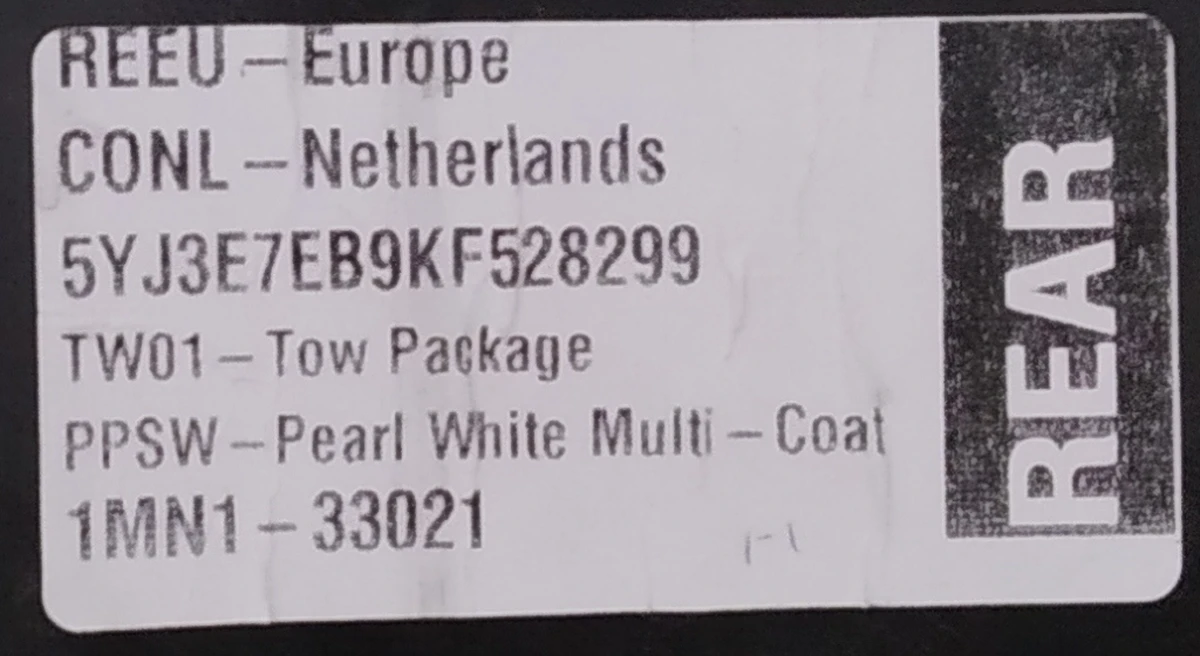 REEU – Europe
CONL – Netherlands
5YJ3E7EB9KF528299
TW01 – Tow Package
PPSW – Pearl White Multi – Coat
1MN1 – 33021
REAR